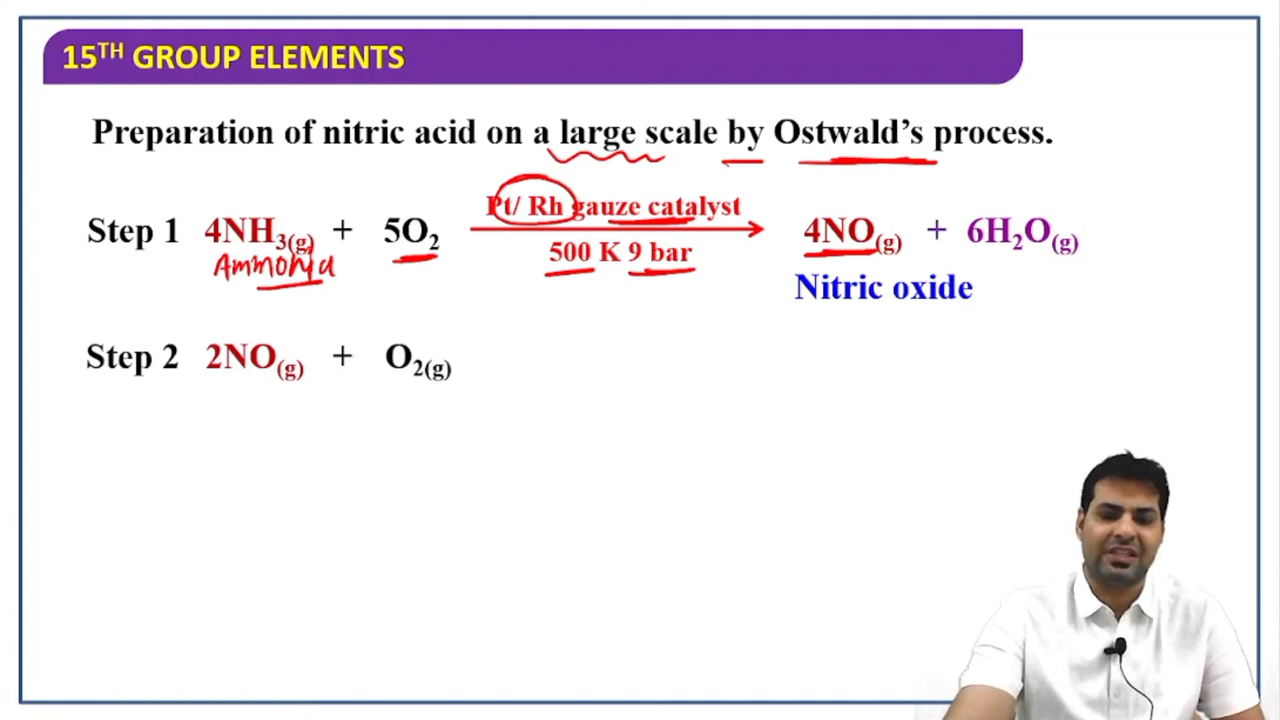 15TH GROUP ELEMENTS
Preparation of nitric acid on a large scale by Ostwald’s process.
Pt/ Rh gauze catalyst
Step 1 4NH3(g) + 5O2 4NO(g) + 6H2O(g)
500 K 9 bar
Ammonia
Nitric oxide
Step 2 2NO(g) + O2(g)